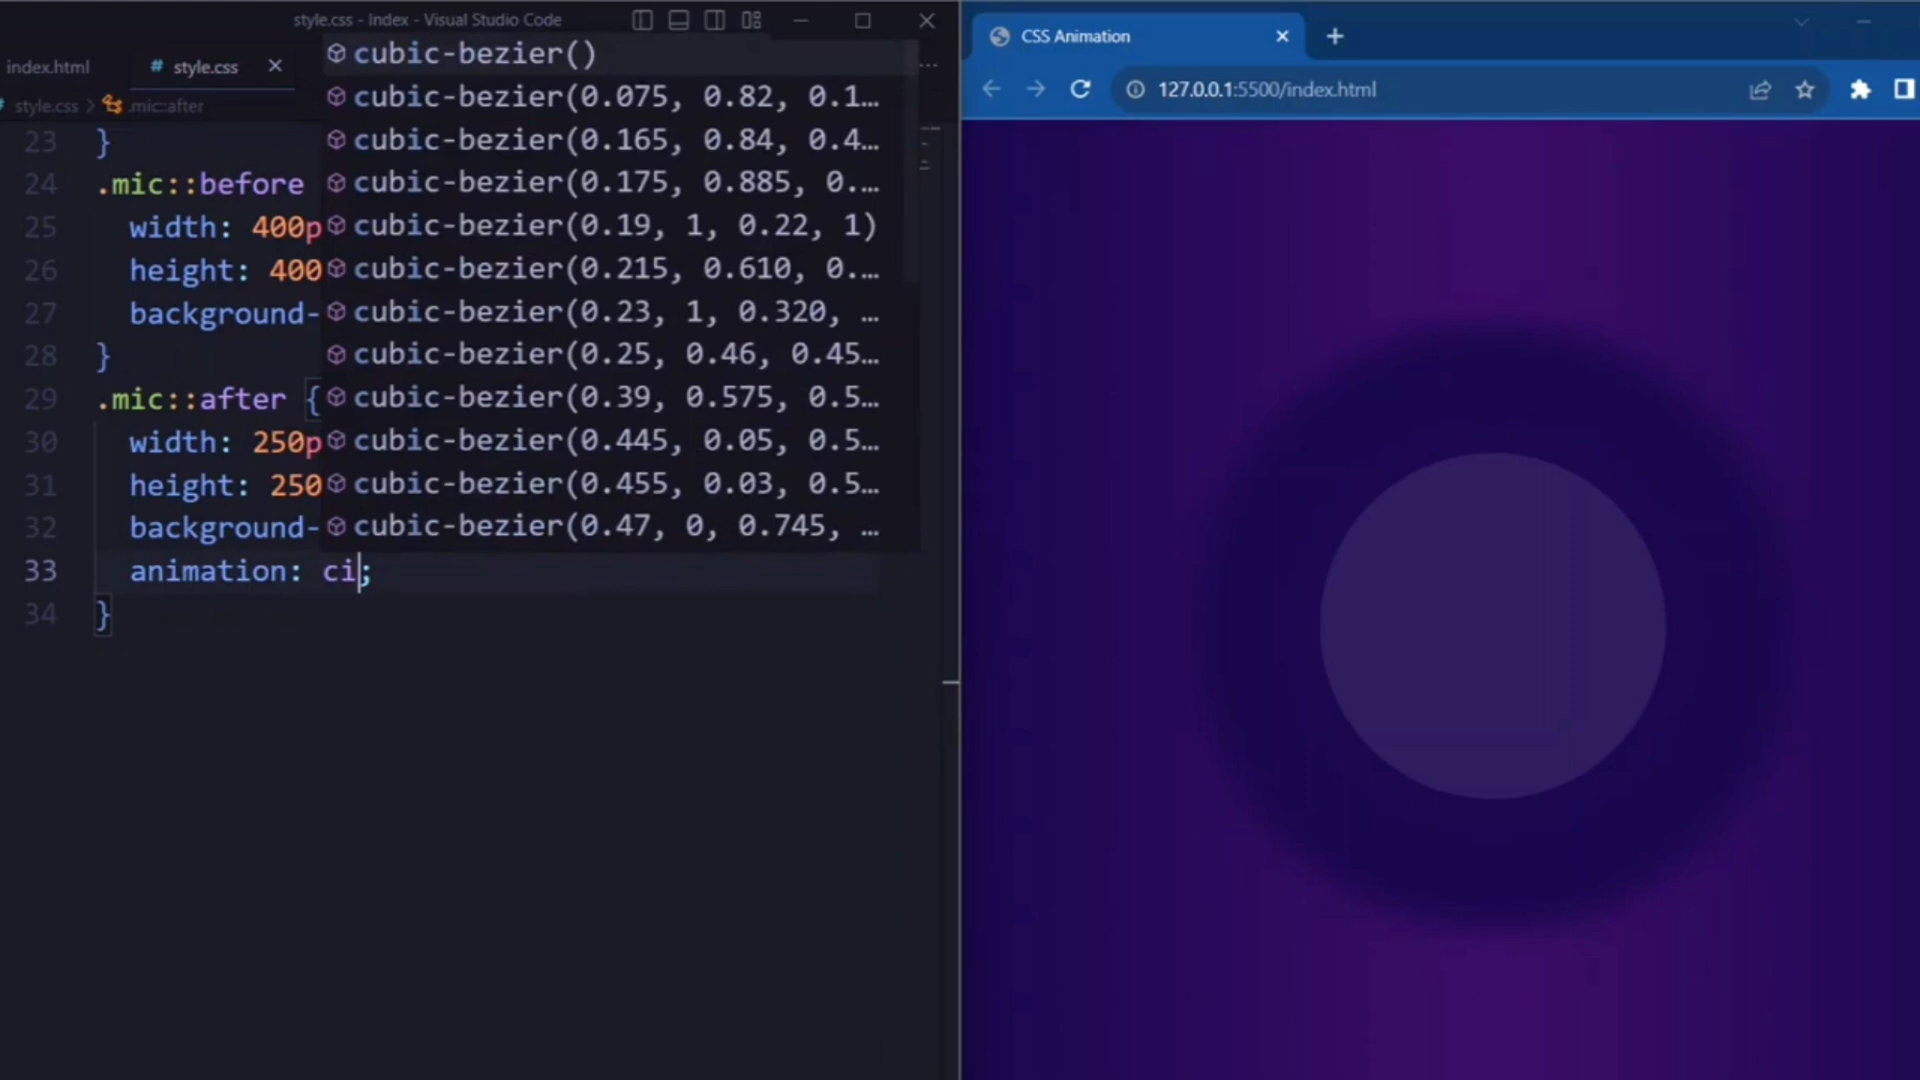 style.css - Index - Visual Studio Code
index.html
# style.css
style.css > .mic::after
23 }
24 .mic::before
25 width: 400p
26 height: 400
27 background-
28 }
29 .mic::after {
30 width: 250p
31 height: 250
32 background-
33 animation: ci;
34 }
cubic-bezier()
cubic-bezier(0.075, 0.82, 0.1…
cubic-bezier(0.165, 0.84, 0.4…
cubic-bezier(0.175, 0.885, 0.…
cubic-bezier(0.19, 1, 0.22, 1)
cubic-bezier(0.215, 0.610, 0.…
cubic-bezier(0.23, 1, 0.320, …
cubic-bezier(0.25, 0.46, 0.45…
cubic-bezier(0.39, 0.575, 0.5…
cubic-bezier(0.445, 0.05, 0.5…
cubic-bezier(0.455, 0.03, 0.5…
cubic-bezier(0.47, 0, 0.745, …
CSS Animation
127.0.0.1:5500/index.html